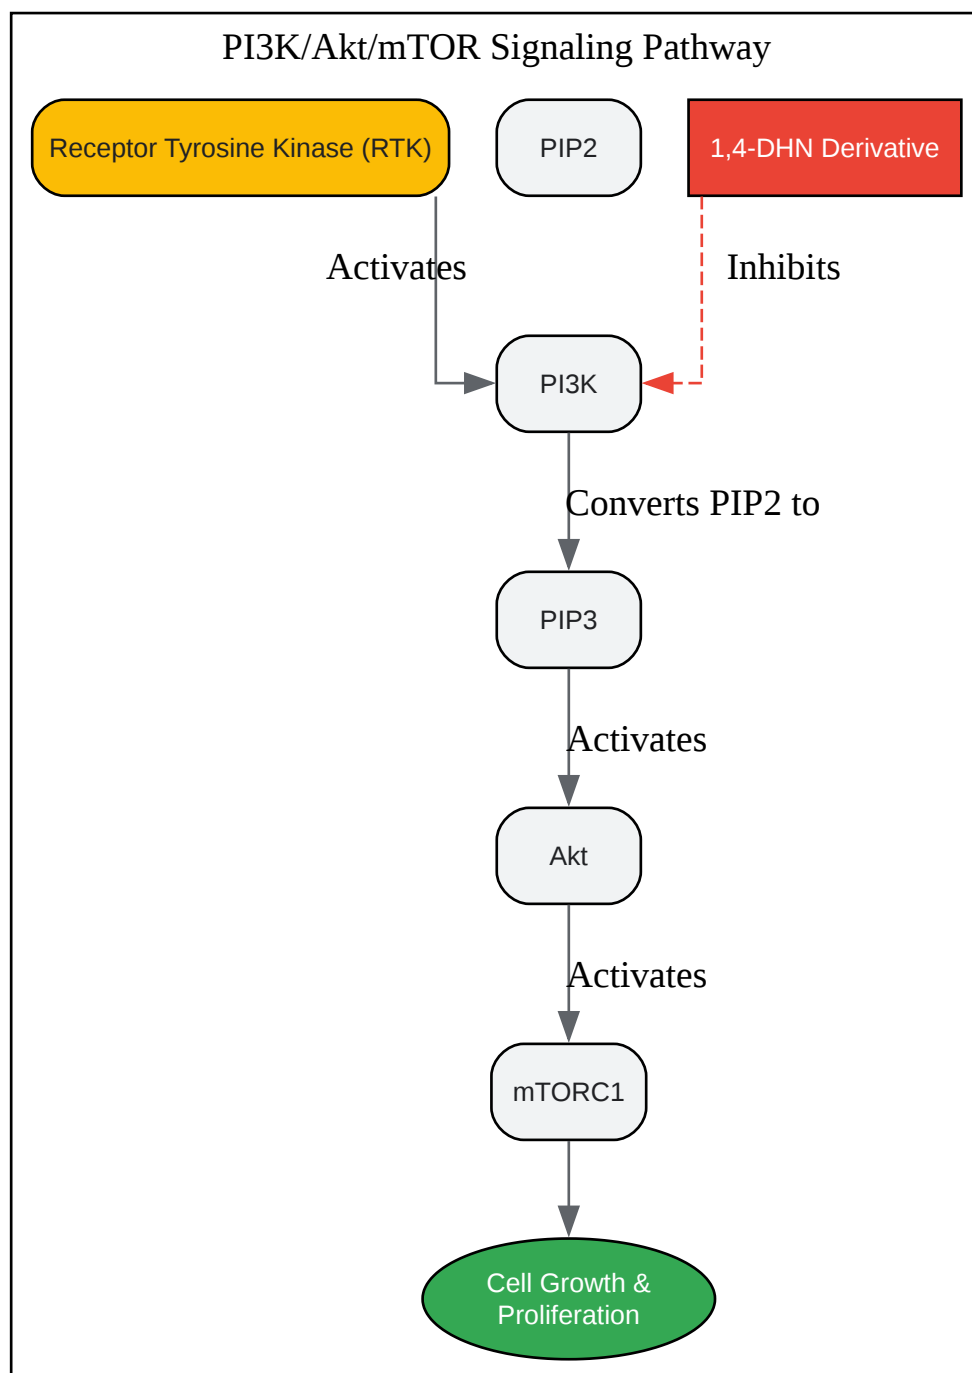 PI3K/Akt/mTOR Signaling Pathway
Receptor Tyrosine Kinase (RTK)
PIP2
1,4-DHN Derivative
Activates
Inhibits
PI3K
Converts PIP2 to
PIP3
Activates
Akt
Activates
mTORC1
Cell Growth &
Proliferation